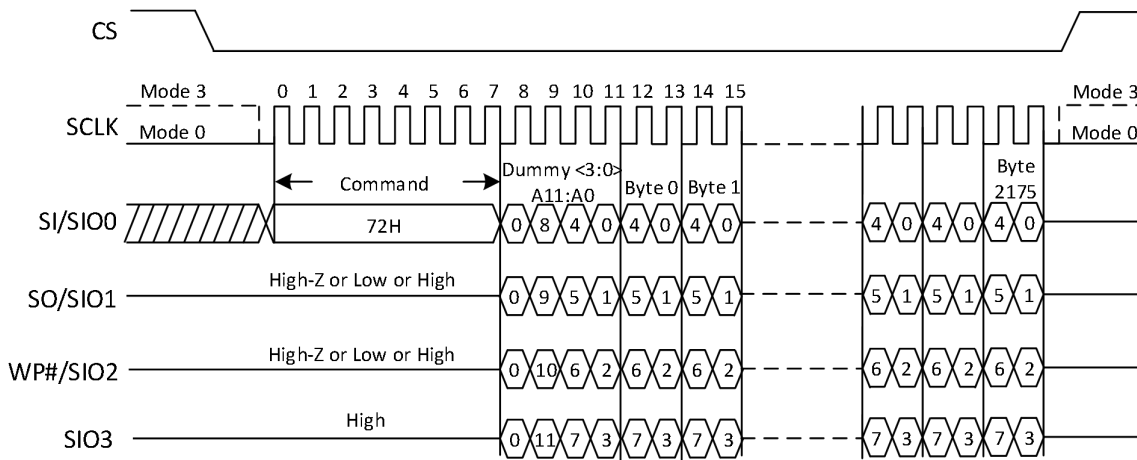 CS
0 1 2 3 4 5 6 7 8 9 10 11 12 13 14 15
Mode 3
Mode 3
SCLK
Mode 0
Mode 0
Command
Dummy <3:0>
A11:A0
Byte 0
Byte 1
Byte
2175
SI/SIO0
72H
0 8 4 0 4 0 4 0
4 0 4 0 4 0
High-Z or Low or High
SO/SIO1
0 9 5 1 5 1 5 1
5 1 5 1 5 1
High-Z or Low or High
WP#/SIO2
0 10 6 2 6 2 6 2
6 2 6 2 6 2
High
SIO3
0 11 7 3 7 3 7 3
7 3 7 3 7 3